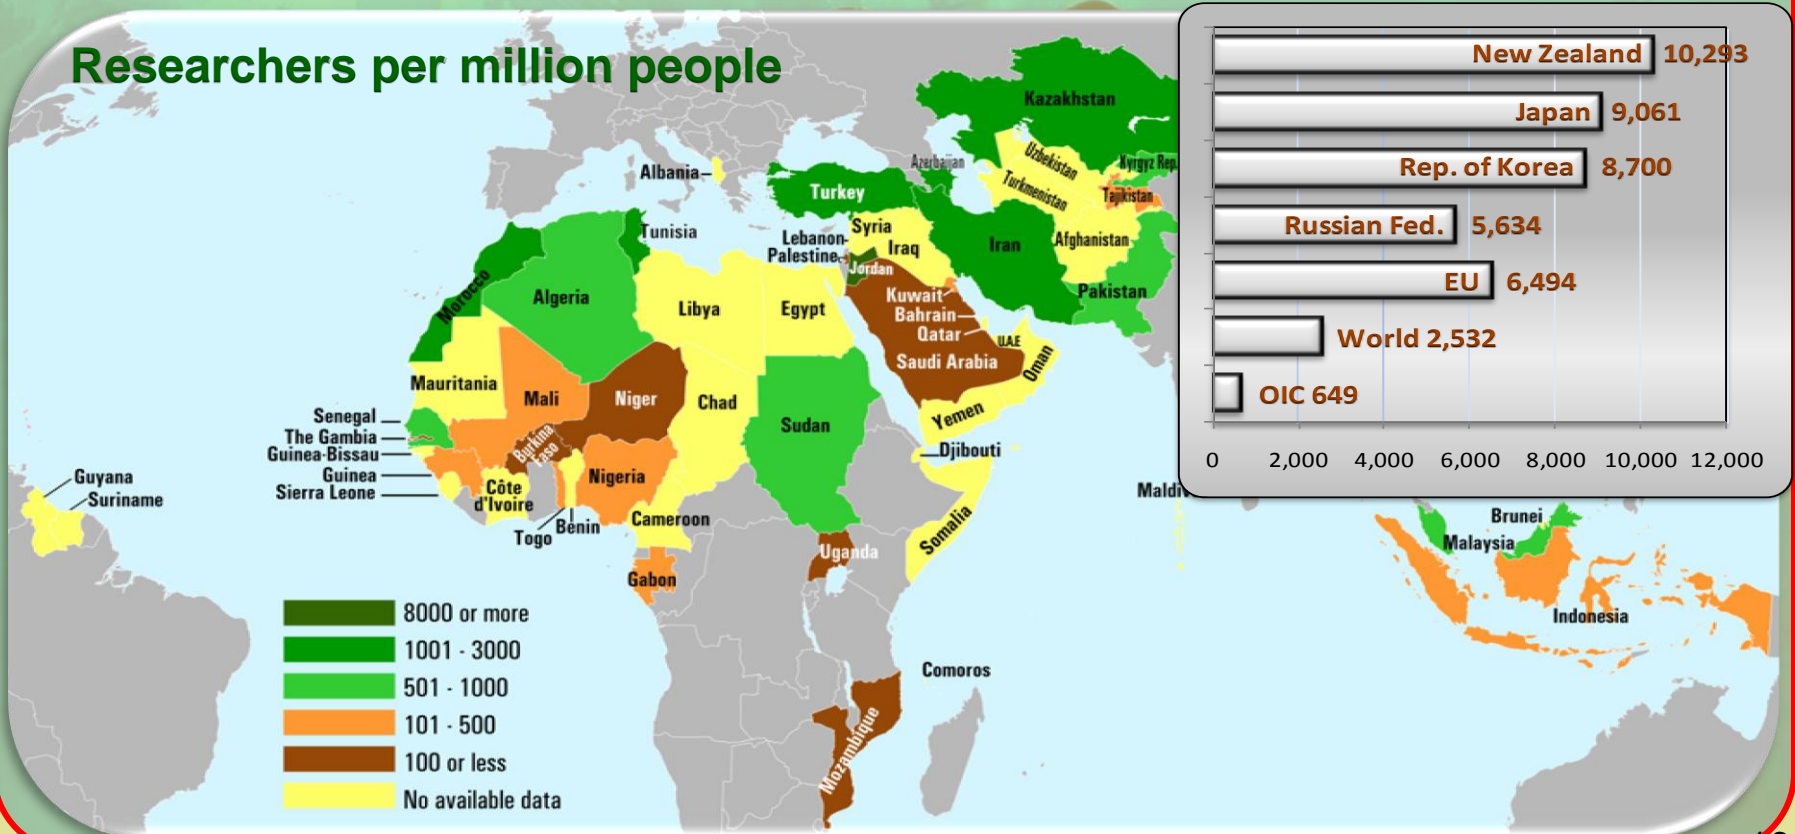 Researchers per million people
New Zealand 10,293
Japan 9,061
Rep. of Korea 8,700
Russian Fed. 5,634
EU 6,494
World 2,532
OIC 649
0 2,000 4,000 6,000 8,000 10,000 12,000
Kazakhstan
Uzbekistan
Kyrgyz Rep.
Azerbaijan
Turkmenistan
Tajikistan
Albania
Turkey
Syria
Afghanistan
Tunisia
Lebanon
Iraq
Iran
Palestine
Jordan
Morocco
Algeria
Libya
Egypt
Kuwait
Bahrain
Qatar
Pakistan
U.A.E
Saudi Arabia
Oman
Mauritania
Mali
Niger
Chad
Sudan
Yemen
Senegal
The Gambia
Guinea-Bissau
Guinea
Sierra Leone
Burkina
Faso
Djibouti
Guyana
Suriname
Côte
d'Ivoire
Nigeria
Togo
Benin
Cameroon
Somalia
Maldiv
Brunei
Malaysia
Uganda
Gabon
Indonesia
Comoros
Mozambique
8000 or more
1001 - 3000
501 - 1000
101 - 500
100 or less
No available data